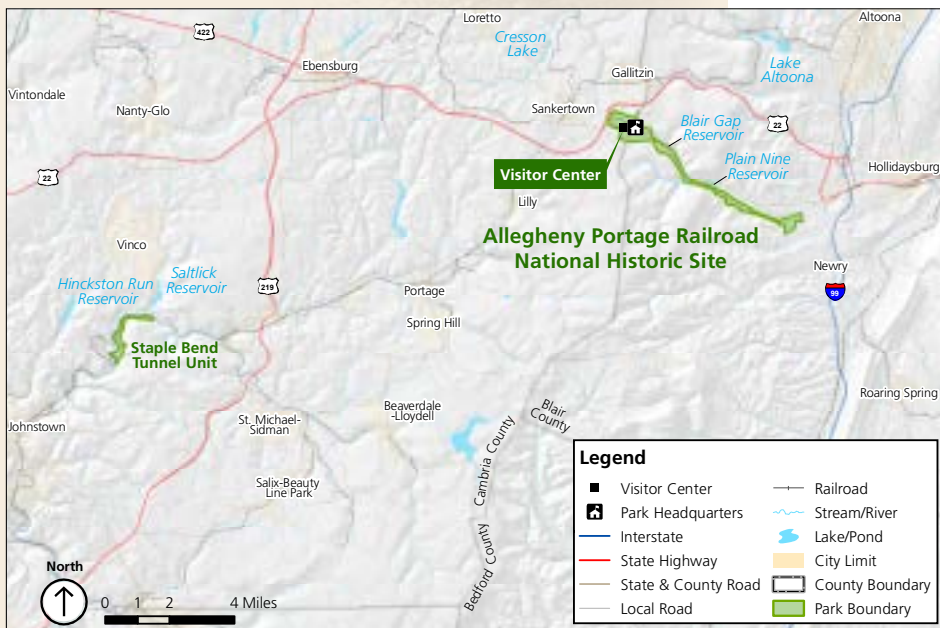 Loretto
Altoona
422
Cresson
Lake
Ebensburg
Gallitzin
Lake
Altoona
Vintondale
Nanty-Glo
Sankertown
Blair Gap
Reservoir
22
Plain Nine
Reservoir
22
Visitor Center
Hollidaysburg
Lilly
Allegheny Portage Railroad
National Historic Site
Vinco
Saltlick
Reservoir
Hinckston Run
Reservoir
219
Portage
Newry
99
Spring Hill
Staple Bend
Tunnel Unit
Roaring Spring
Beaverdale
-Lloydell
Blair
County
St. Michael-
Sidman
Johnstown
Cambria County
Bedford County
Salix-Beauty
Line Park
Legend
Visitor Center
Park Headquarters
Interstate
State Highway
State & County Road
Local Road
Railroad
Stream/River
Lake/Pond
City Limit
County Boundary
Park Boundary
North
0 1 2 4 Miles